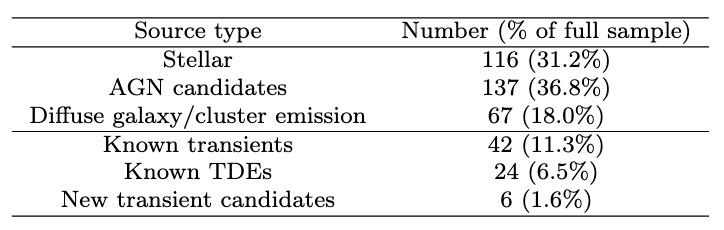 Source type Number (% of full sample)
Stellar 116 (31.2%)
AGN candidates 137 (36.8%)
Diffuse galaxy/cluster emission 67 (18.0%)
Known transients 42 (11.3%)
Known TDEs 24 (6.5%)
New transient candidates 6 (1.6%)